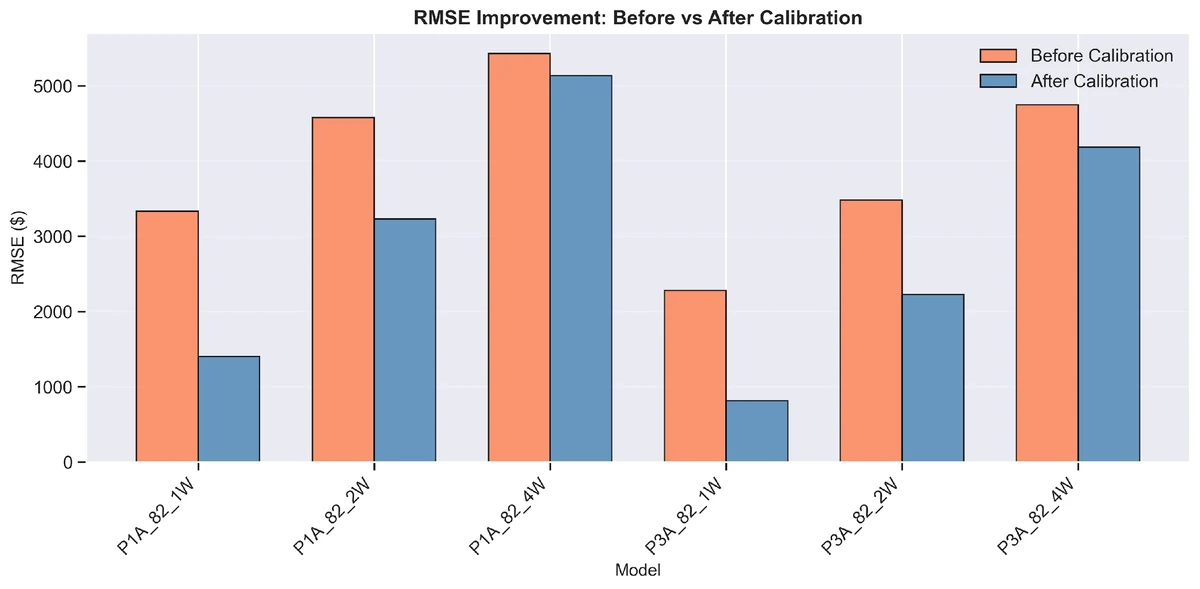 RMSE Improvement: Before vs After Calibration
Before Calibration
After Calibration
RMSE ($)
5000
4000
3000
2000
1000
0
P1A_82_1W
P1A_82_2W
P1A_82_4W
P3A_82_1W
P3A_82_2W
P3A_82_4W
Model